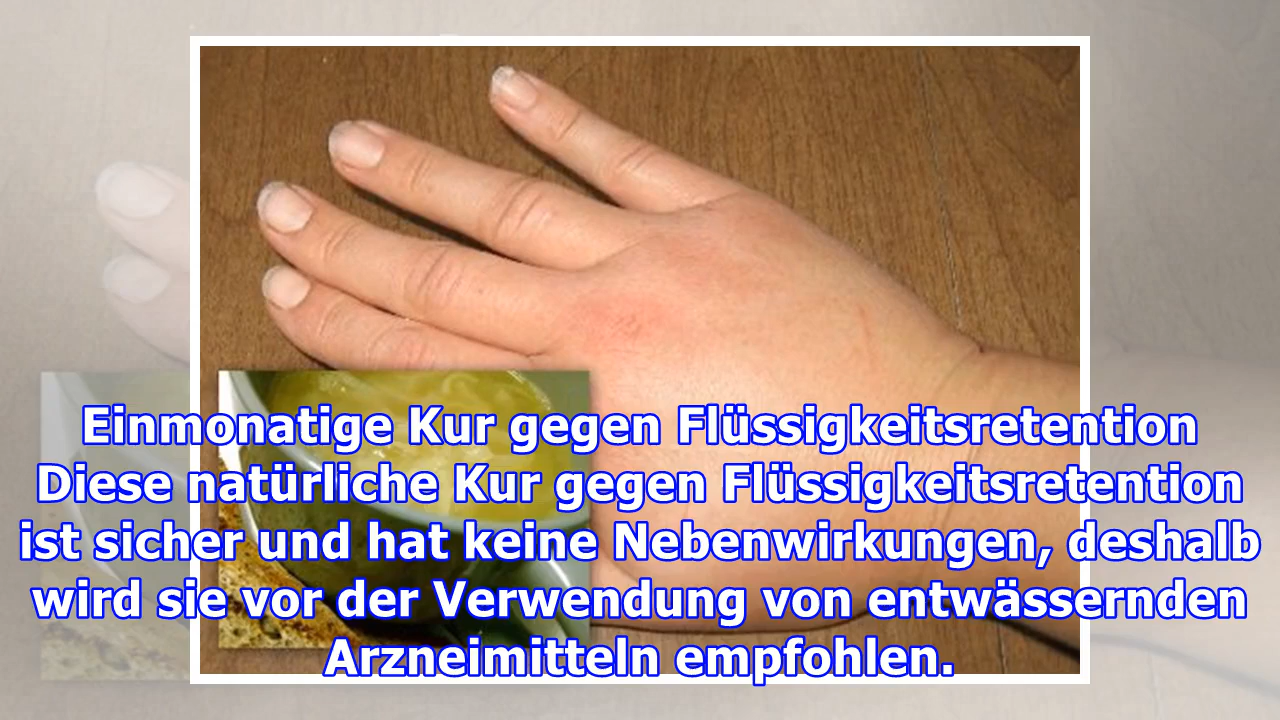 Einmonatige Kur gegen Flüssigkeitsretention
Diese natürliche Kur gegen Flüssigkeitsretention
ist sicher und hat keine Nebenwirkungen, deshalb
wird sie vor der Verwendung von entwässernden
Arzneimitteln empfohlen.